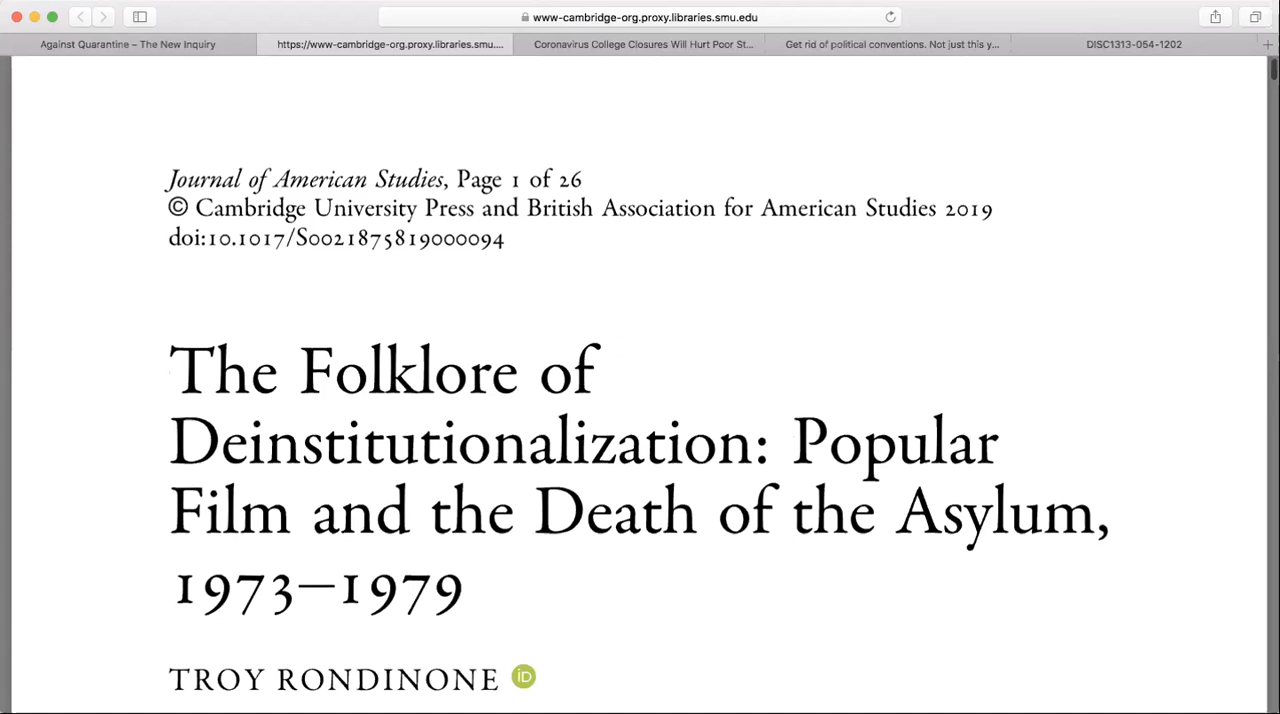 www-cambridge-org.proxy.libraries.smu.edu
Against Quarantine – The New Inquiry
https://www-cambridge-org.proxy.libraries.smu....
Coronavirus College Closures Will Hurt Poor St...
Get rid of political conventions. Not just this y...
DISC1313-054-1202
Journal of American Studies, Page 1 of 26
© Cambridge University Press and British Association for American Studies 2019
doi:10.1017/S0021875819000094
The Folklore of
Deinstitutionalization: Popular
Film and the Death of the Asylum,
1973–1979
TROY RONDINONE iD